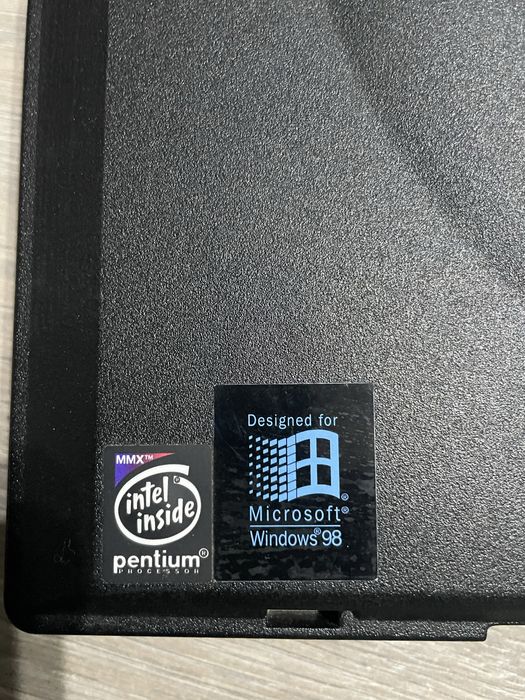 MMX™
intel
inside
pentium®
PROCESSOR
Designed for
®
Microsoft®
Windows®98